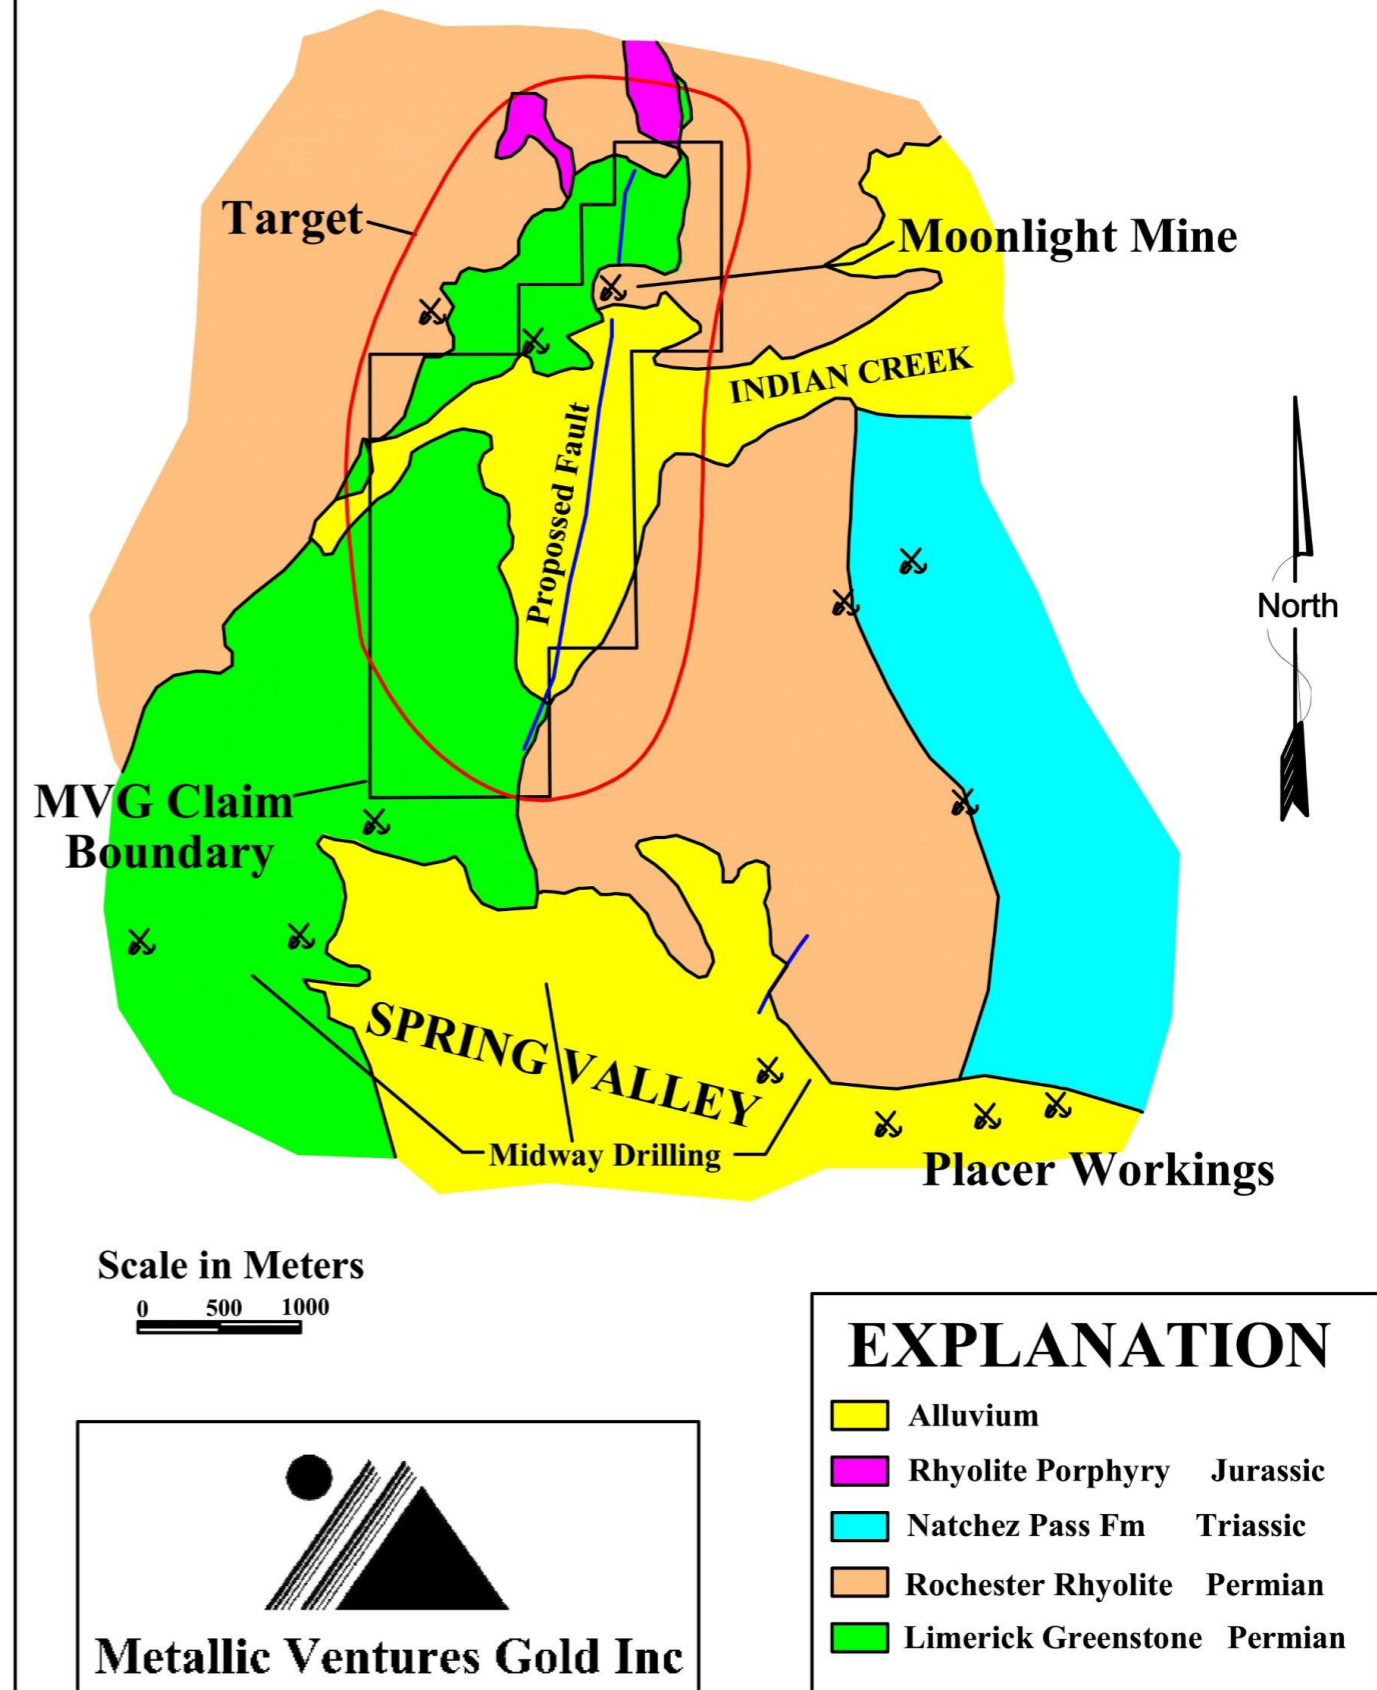 Target
Moonlight Mine
INDIAN CREEK
Propossed Fault
North
MVG Claim
Boundary
SPRING VALLEY
Midway Drilling
Placer Workings
Scale in Meters
0 500 1000
EXPLANATION
Alluvium
Rhyolite Porphyry Jurassic
Natchez Pass Fm Triassic
Rochester Rhyolite Permian
Limerick Greenstone Permian
Metallic Ventures Gold Inc